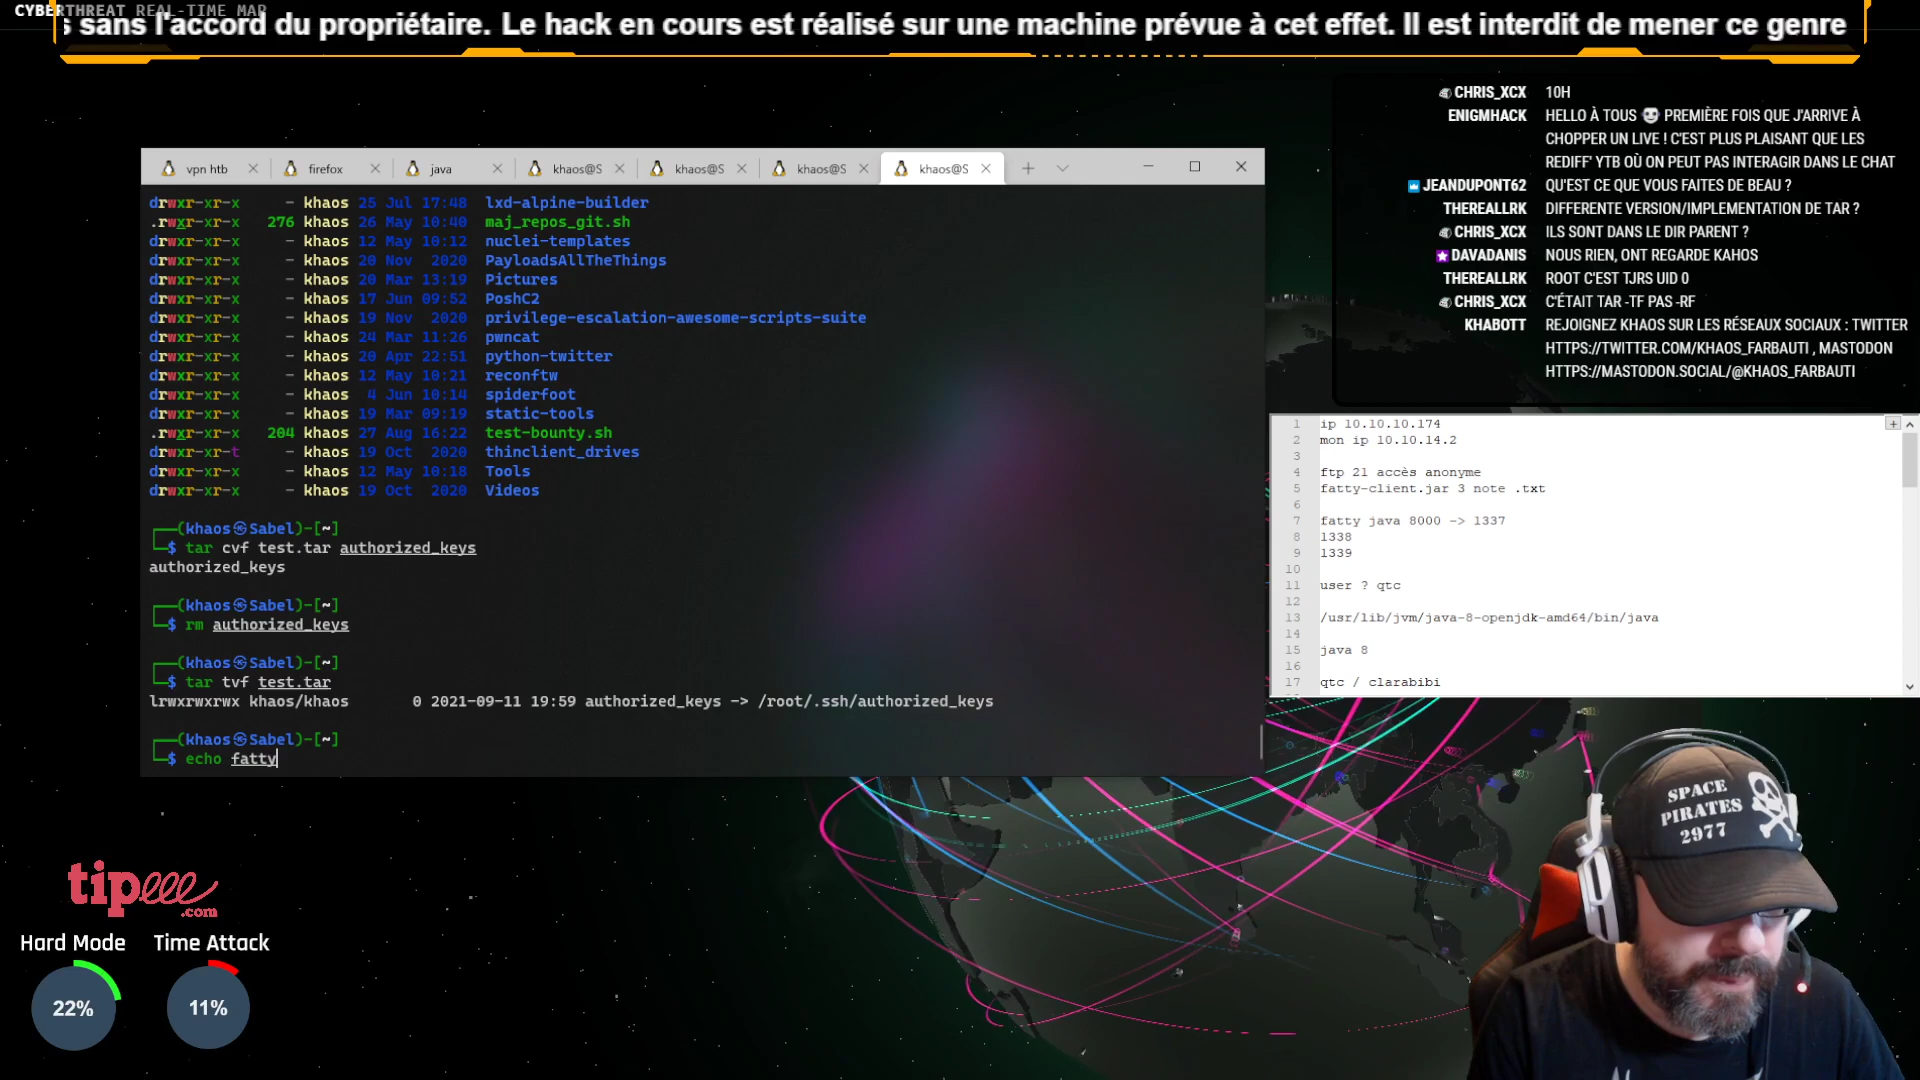 CYBERTHREAT REAL-TIME MAP
s sans l'accord du propriétaire. Le hack en cours est réalisé sur une machine prévue à cet effet. Il est interdit de mener ce genre
CHRIS_XCX 10H
ENIGMHACK HELLO À TOUS PREMIÈRE FOIS QUE J'ARRIVE À
CHOPPER UN LIVE ! C'EST PLUS PLAISANT QUE LES
REDIFF' YTB OÙ ON PEUT PAS INTERAGIR DANS LE CHAT
JEANDUPONT62 QU'EST CE QUE VOUS FAITES DE BEAU ?
THEREALLRK DIFFERENTE VERSION/IMPLEMENTATION DE TAR ?
CHRIS_XCX ILS SONT DANS LE DIR PARENT ?
DAVADANIS NOUS RIEN, ONT REGARDE KAHOS
THEREALLRK ROOT C'EST TJRS UID 0
CHRIS_XCX C'ÉTAIT TAR -TF PAS -RF
KHABOTT REJOIGNEZ KHAOS SUR LES RÉSEAUX SOCIAUX : TWITTER
HTTPS://TWITTER.COM/KHAOS_FARBAUTI , MASTODON
HTTPS://MASTODON.SOCIAL/@KHAOS_FARBAUTI
vpn htb firefox java khaos@S khaos@S khaos@S khaos@S
drwxr-xr-x - khaos 25 Jul 17:48 lxd-alpine-builder
.rwxr-xr-x 276 khaos 26 May 10:40 maj_repos_git.sh
drwxr-xr-x - khaos 12 May 10:12 nuclei-templates
drwxr-xr-x - khaos 20 Nov 2020 PayloadsAllTheThings
drwxr-xr-x - khaos 20 Mar 13:19 Pictures
drwxr-xr-x - khaos 17 Jun 09:52 PoshC2
drwxr-xr-x - khaos 19 Nov 2020 privilege-escalation-awesome-scripts-suite
drwxr-xr-x - khaos 24 Mar 11:26 pwncat
drwxr-xr-x - khaos 20 Apr 22:51 python-twitter
drwxr-xr-x - khaos 12 May 10:21 reconftw
drwxr-xr-x - khaos 4 Jun 10:14 spiderfoot
drwxr-xr-x - khaos 19 Mar 09:19 static-tools
.rwxr-xr-x 204 khaos 27 Aug 16:22 test-bounty.sh
drwxr-xr-t - khaos 19 Oct 2020 thinclient_drives
drwxr-xr-x - khaos 12 May 10:18 Tools
drwxr-xr-x - khaos 19 Oct 2020 Videos
┌──(khaos㉿Sabel)-[~]
└─$ tar cvf test.tar authorized_keys
authorized_keys
┌──(khaos㉿Sabel)-[~]
└─$ rm authorized_keys
┌──(khaos㉿Sabel)-[~]
└─$ tar tvf test.tar
lrwxrwxrwx khaos/khaos 0 2021-09-11 19:59 authorized_keys -> /root/.ssh/authorized_keys
┌──(khaos㉿Sabel)-[~]
└─$ echo fatty
1 ip 10.10.10.174
2 mon ip 10.10.14.2
3
4 ftp 21 accès anonyme
5 fatty-client.jar 3 note .txt
6
7 fatty java 8000 -> 1337
8 1338
9 1339
10
11 user ? qtc
12
13 /usr/lib/jvm/java-8-openjdk-amd64/bin/java
14
15 java 8
16
17 qtc / clarabibi
SPACE
PIRATES
2977
tipeee
.com
Hard Mode Time Attack
22% 11%